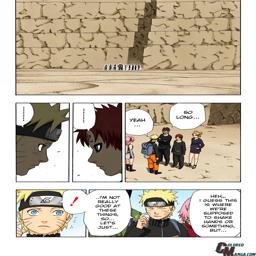 SO
LONG...
YEAH
...
......
......
HEH...
I GUESS THIS
IS WHERE
WE'RE
SUPPOSED TO
SHAKE HANDS
OR SOMETHING,
BUT...
...I'M NOT
REALLY
GOOD AT
THESE
THINGS,
SO...
LET'S
JUST...
!
COLORED
MANGA.COM